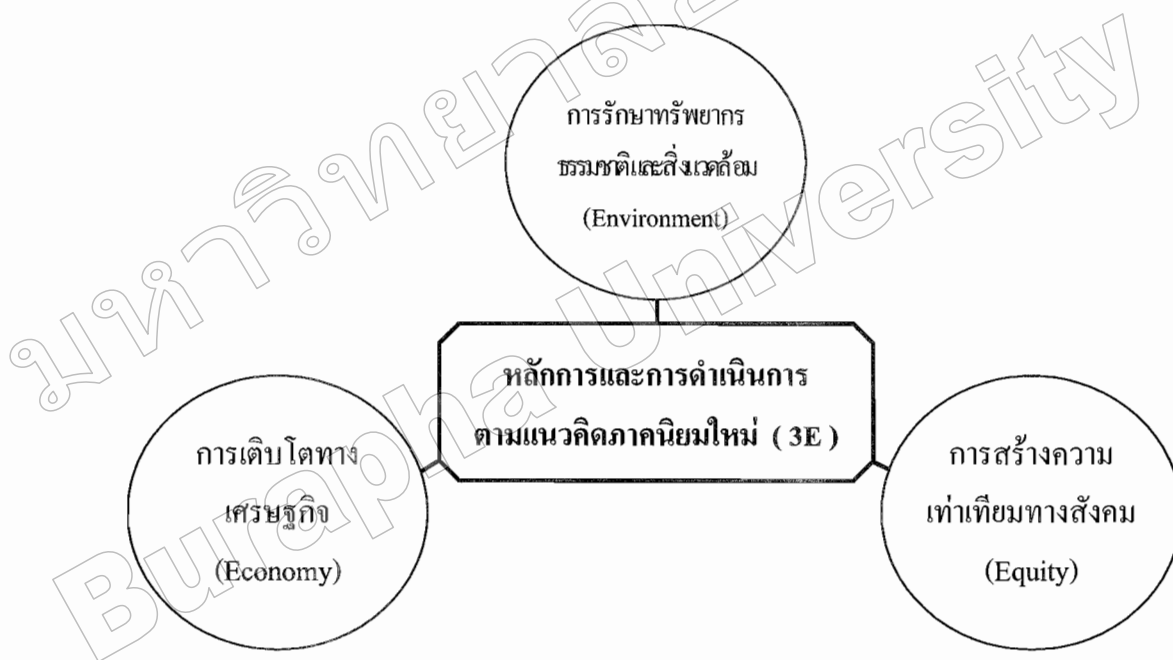 การรักษาทรัพยากร
ธรรมชาติและสิ่งแวดล้อม
(Environment)
หลักการและการดำเนินการ
ตามแนวคิดภาคนิยมใหม่ ( 3E )
การเติบโตทาง
เศรษฐกิจ
(Economy)
การสร้างความ
เท่าเทียมทางสังคม
(Equity)
มหาวิทยาลั
Burapha University